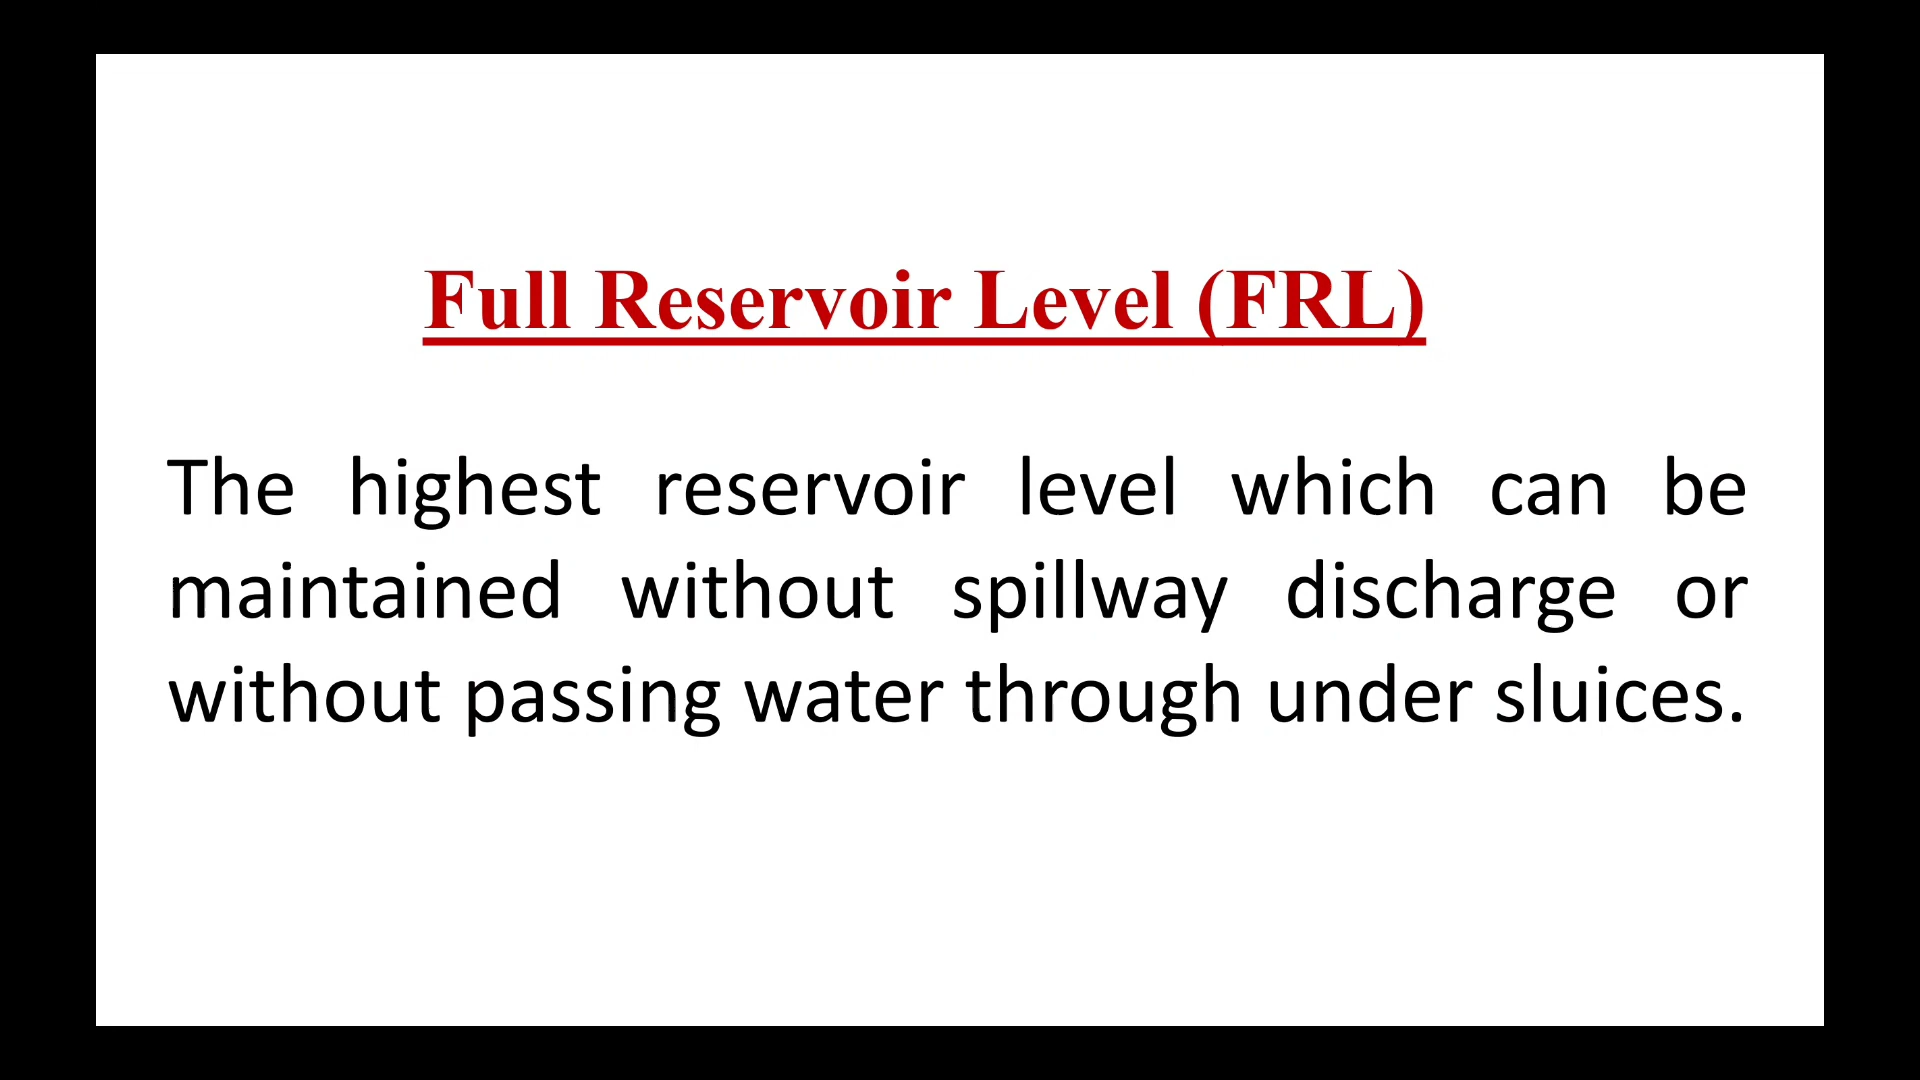 Full Reservoir Level (FRL)
The highest reservoir level which can be
maintained without spillway discharge or
without passing water through under sluices.